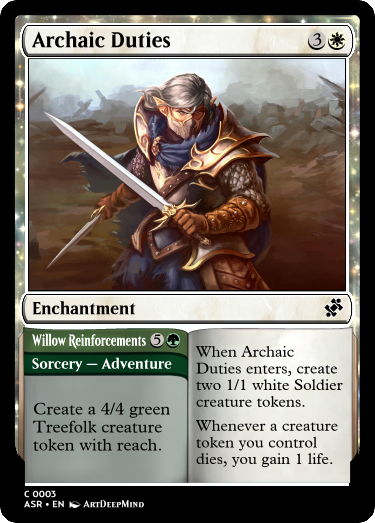 Archaic Duties 3
Enchantment
Willow Reinforcements 5
Sorcery — Adventure
Create a 4/4 green
Treefolk creature
token with reach.
When Archaic
Duties enters, create
two 1/1 white Soldier
creature tokens.
Whenever a creature
token you control
dies, you gain 1 life.
C 0003
ASR • EN ArtDeepMind